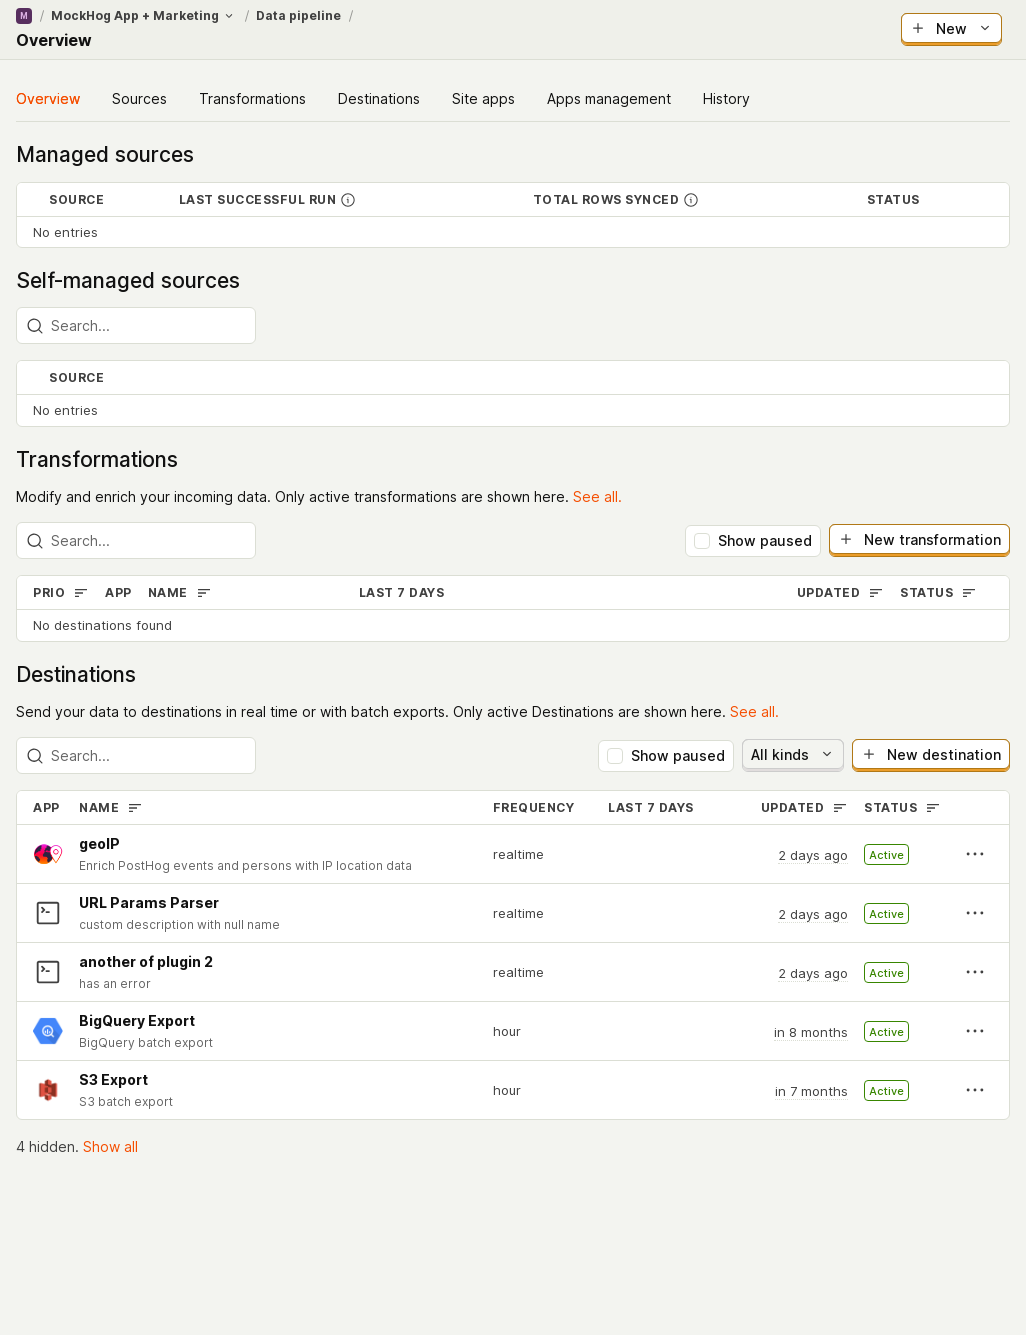 M / MockHog App + Marketing / Data pipeline /
Overview
New
Overview Sources Transformations Destinations Site apps Apps management History
Managed sources
SOURCE LAST SUCCESSFUL RUN TOTAL ROWS SYNCED STATUS
No entries
Self-managed sources
Search...
SOURCE
No entries
Transformations
Modify and enrich your incoming data. Only active transformations are shown here. See all.
Search... Show paused New transformation
PRIO APP NAME LAST 7 DAYS UPDATED STATUS
No destinations found
Destinations
Send your data to destinations in real time or with batch exports. Only active Destinations are shown here. See all.
Search... Show paused All kinds New destination
APP NAME FREQUENCY LAST 7 DAYS UPDATED STATUS
geoIP
Enrich PostHog events and persons with IP location data
realtime 2 days ago Active
URL Params Parser
custom description with null name
realtime 2 days ago Active
another of plugin 2
has an error
realtime 2 days ago Active
BigQuery Export
BigQuery batch export
hour in 8 months Active
S3 Export
S3 batch export
hour in 7 months Active
4 hidden. Show all